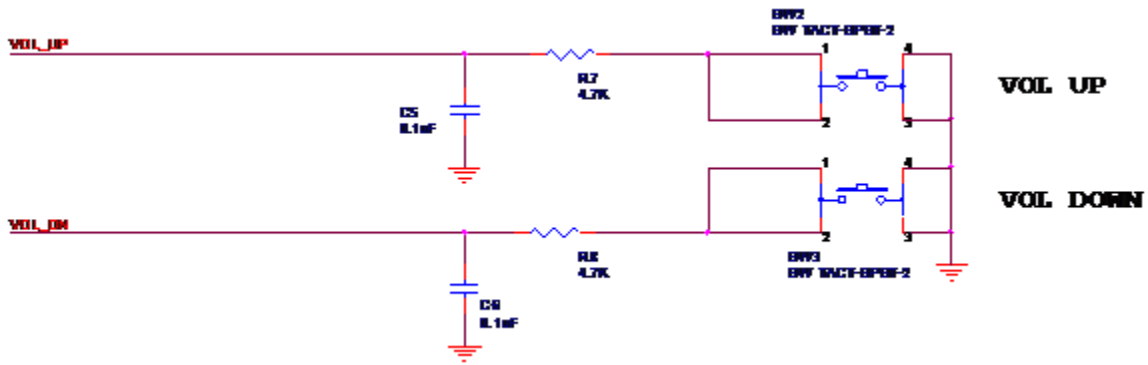 SW2
SW TACT-SPST-2
VOL_UP
1
4
R7
4.7K
VOL UP
C5
0.1uF
2
3
1
4
VOL DOWN
VOL_DN
2
3
R8
4.7K
SW3
SW TACT-SPST-2
C6
0.1uF